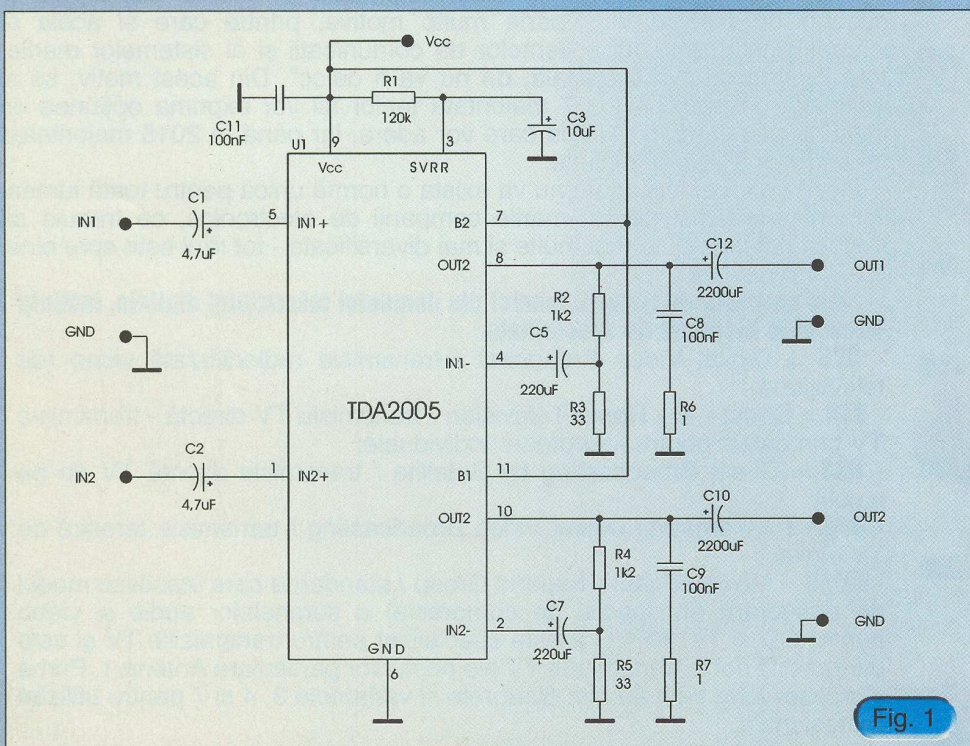 Vcc
R1
120k
C11
100nF
C3
10uF
U1
9
3
Vcc
SVRR
C1
IN1
4,7uF
5
IN1+
B2
7
OUT2
8
C12
2200uF
OUT1
R2
1k2
C8
100nF
GND
GND
C5
220uF
IN1-
4
TDA2005
R3
33
R6
1
C2
IN2
4,7uF
1
IN2+
B1
11
OUT2
10
C10
2200uF
OUT2
R4
1k2
C9
100nF
C7
220uF
IN2-
2
GND
GND
6
R5
33
R7
1
Fig. 1